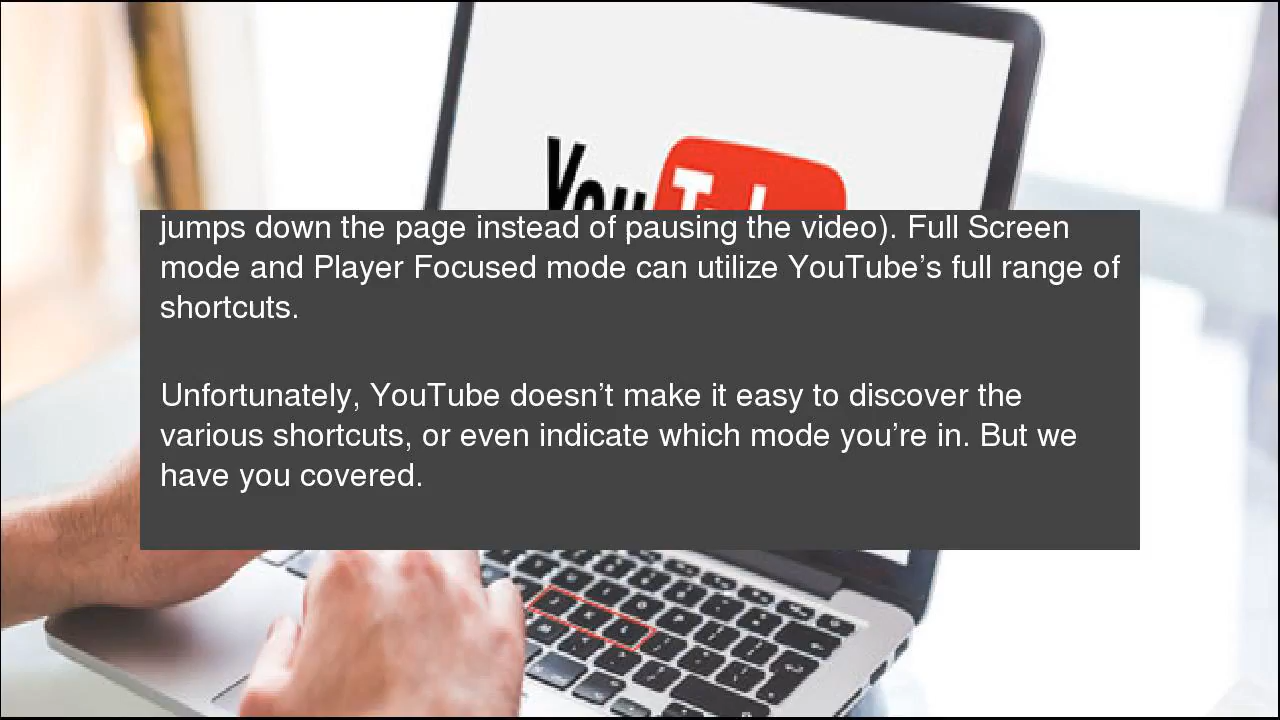 YouTube
jumps down the page instead of pausing the video). Full Screen
mode and Player Focused mode can utilize YouTube’s full range of
shortcuts.
Unfortunately, YouTube doesn’t make it easy to discover the
various shortcuts, or even indicate which mode you’re in. But we
have you covered.